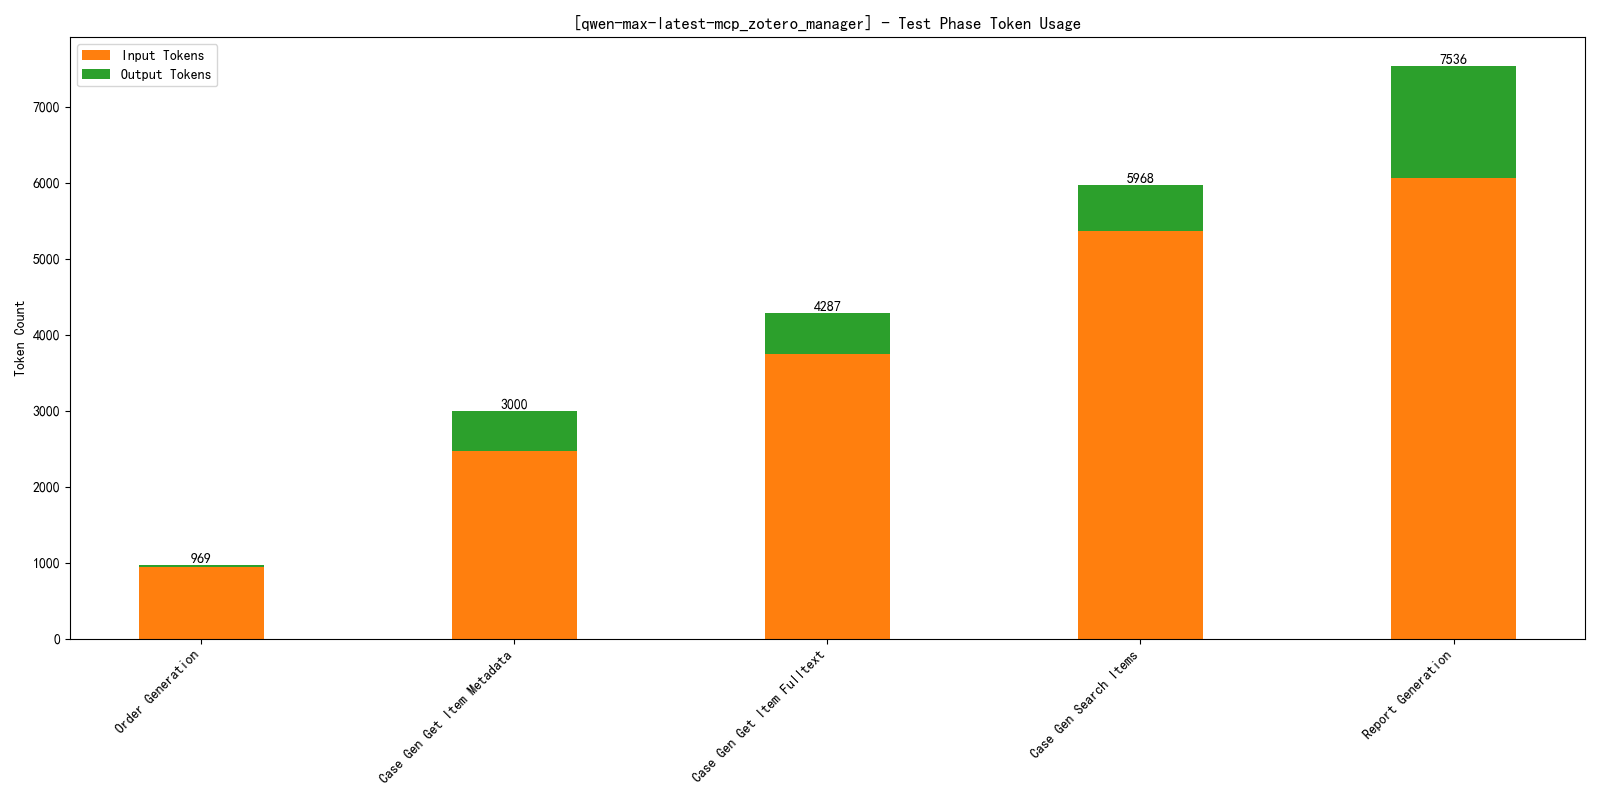 [qwen-max-latest-mcp_zotero_manager] - Test Phase Token Usage
Input Tokens
Output Tokens
Token Count
7000
6000
5000
4000
3000
2000
1000
0
969
3000
4287
5968
7536
Order Generation
Case Gen Get Item Metadata
Case Gen Get Item Fulltext
Case Gen Search Items
Report Generation